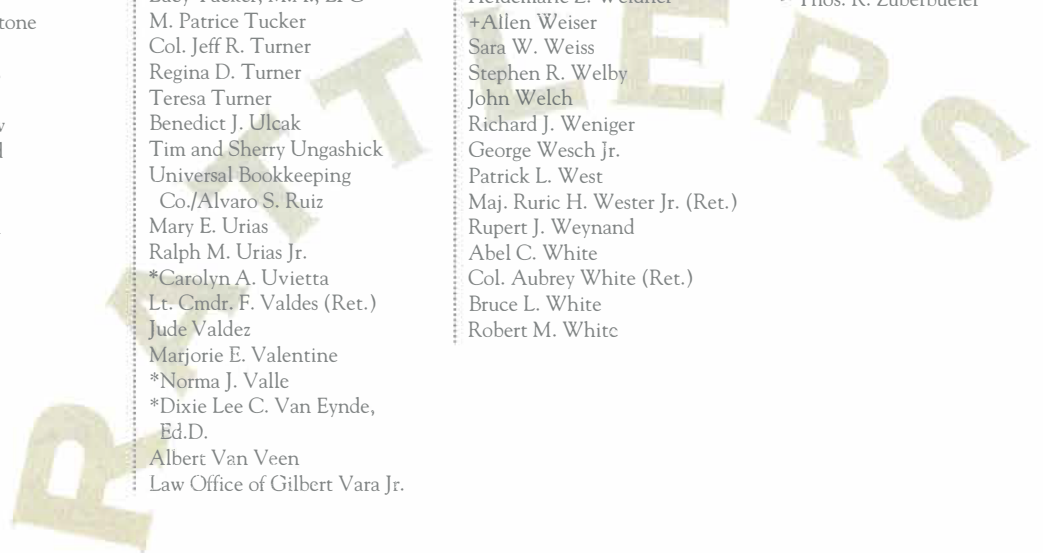 tone
M. Patrice Tucker
Col. Jeff R. Turner
Regina D. Turner
Teresa Turner
Benedict J. Ulcak
Tim and Sherry Ungashick
Universal Bookkeeping
Co./Alvaro S. Ruiz
Mary E. Urias
Ralph M. Urias Jr.
*Carolyn A. Uvietta
Lt. Cmdr. F. Valdes (Ret.)
Jude Valdez
Marjorie E. Valentine
*Norma J. Valle
*Dixie Lee C. Van Eynde,
Ed.D.
Albert Van Veen
Law Office of Gilbert Vara Jr.
+Allen Weiser
Sara W. Weiss
Stephen R. Welby
John Welch
Richard J. Weniger
George Wesch Jr.
Patrick L. West
Maj. Ruric H. Wester Jr. (Ret.)
Rupert J. Weynand
Abel C. White
Col. Aubrey White (Ret.)
Bruce L. White
Robert M. White
Thos. R. Zuberbueler
RATTLERS